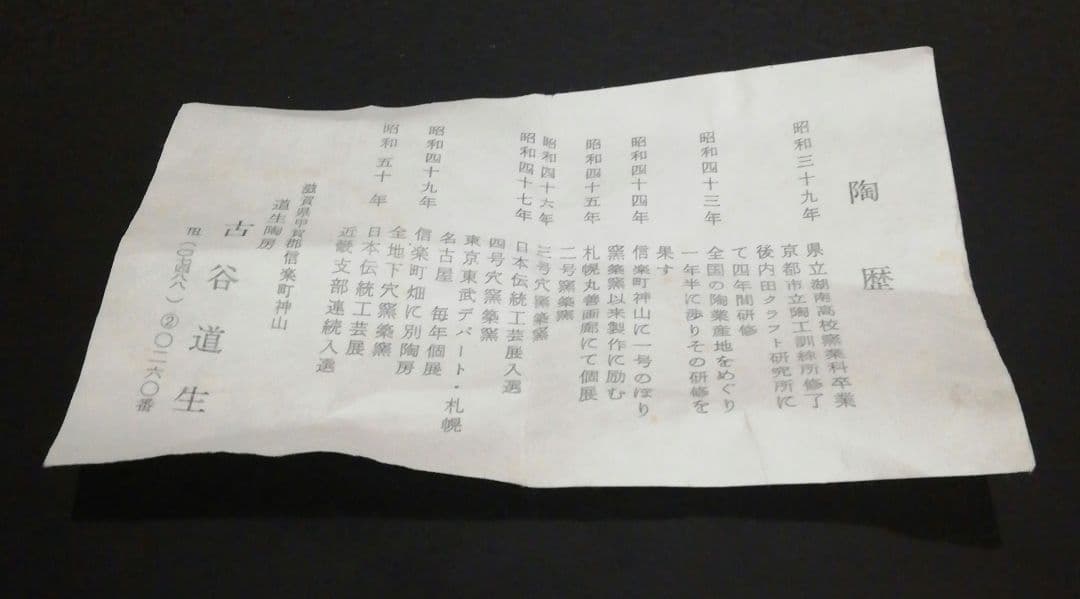 陶歴
昭和三十九年
県立湖南高校窯業科卒業
京都市立陶工訓練所修了
後内田クラフト研究所に
て四年間研修
昭和四十三年
全国の陶業産地をめぐり
一年半に渉りその研修を
果す
昭和四十四年
信楽町神山に一号のぼり
窯築窯以来製作に励む
昭和四十五年
札幌丸善画廊にて個展
二号窯築窯
昭和四十六年
三号穴窯築窯
昭和四十七年
日本伝統工芸展入選
四号穴窯築窯
東京東武デパート・札幌
名古屋 毎年個展
昭和四十九年
信楽町畑に別陶房
全地下穴窯築窯
昭和五十年
日本伝統工芸展
近畿支部連続入選
滋賀県甲賀郡信楽町神山
道生陶房
古谷道生
TEL(〇七四八八)②〇二六〇番